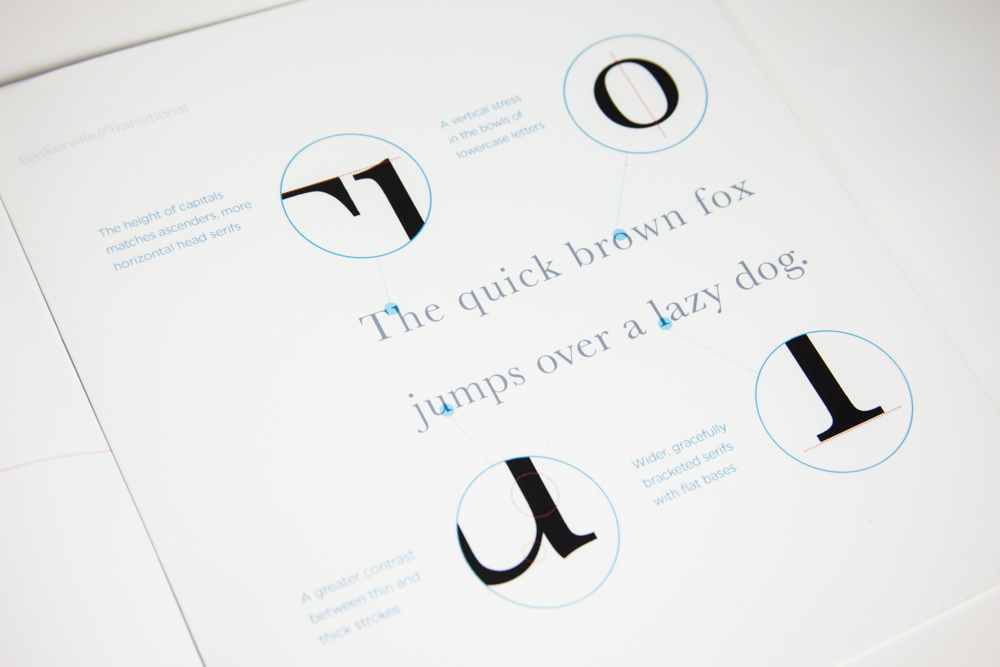 Baskerville//Transitional
A vertical stress
in the bowls of
lowercase letters
The height of capitals
matches ascenders, more
horizontal head serifs
The quick brown fox
jumps over a lazy dog.
Wider, gracefully
bracketed serifs
with flat bases.
A greater contrast
between thin and
thick strokes